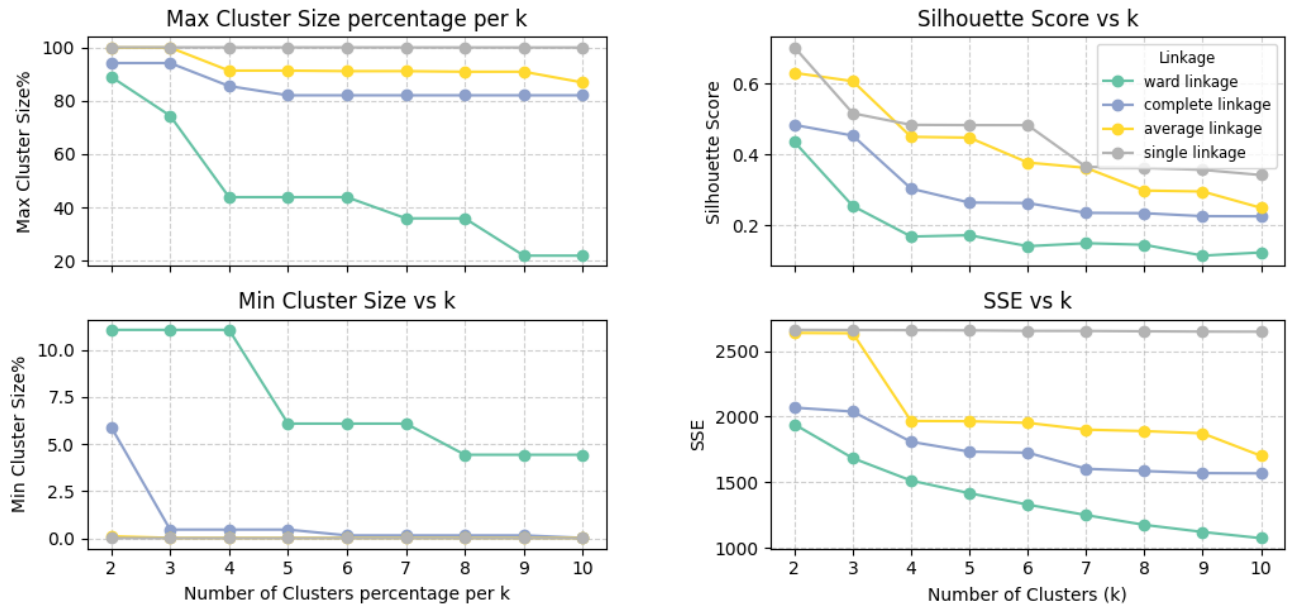 Max Cluster Size percentage per k
Max Cluster Size%
100
80
60
40
20
Silhouette Score vs k
Silhouette Score
0.6
0.4
0.2
Linkage
ward linkage
complete linkage
average linkage
single linkage
Min Cluster Size vs k
Min Cluster Size%
10.0
7.5
5.0
2.5
0.0
2 3 4 5 6 7 8 9 10
Number of Clusters percentage per k
SSE vs k
SSE
2500
2000
1500
1000
2 3 4 5 6 7 8 9 10
Number of Clusters (k)